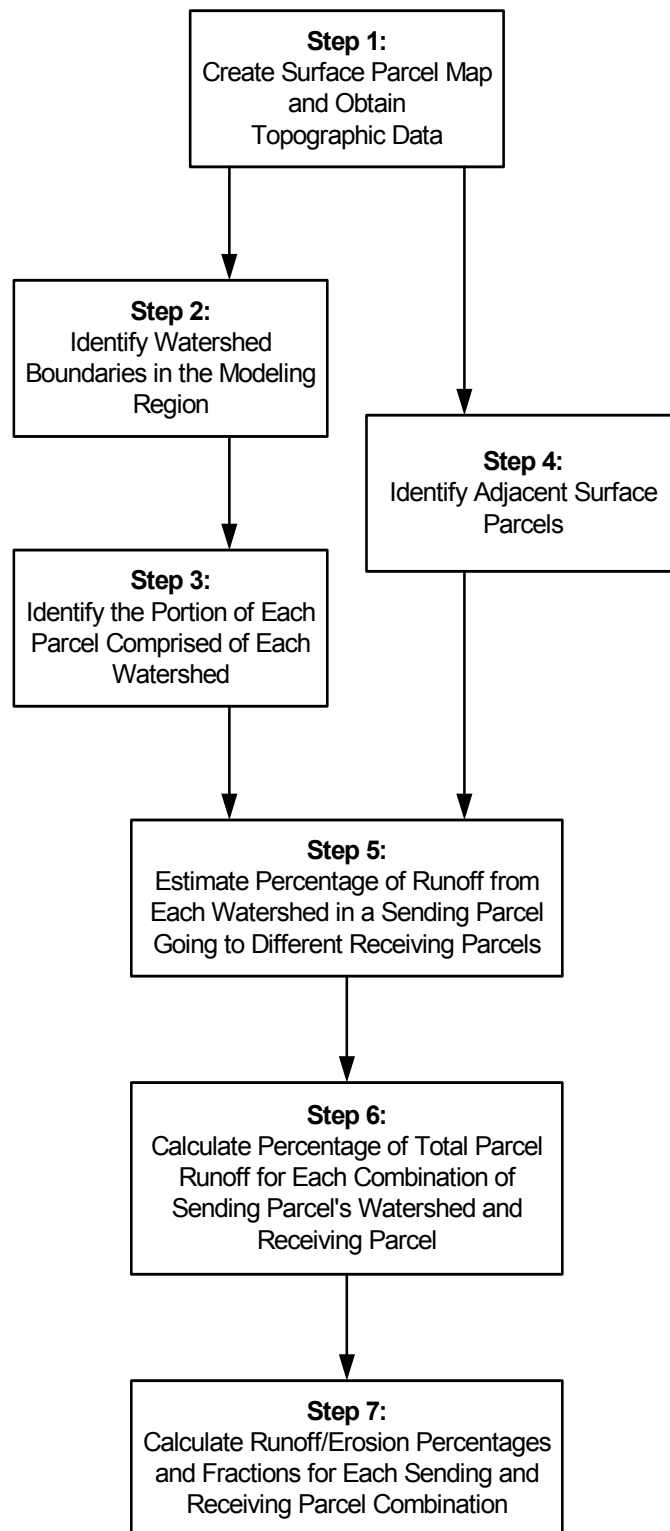 Step 1:
Create Surface Parcel Map
and Obtain
Topographic Data
Step 2:
Identify Watershed
Boundaries in the Modeling
Region
Step 4:
Identify Adjacent Surface
Parcels
Step 3:
Identify the Portion of Each
Parcel Comprised of Each
Watershed
Step 5:
Estimate Percentage of Runoff from
Each Watershed in a Sending Parcel
Going to Different Receiving Parcels
Step 6:
Calculate Percentage of Total Parcel
Runoff for Each Combination of
Sending Parcel's Watershed and
Receiving Parcel
Step 7:
Calculate Runoff/Erosion Percentages
and Fractions for Each Sending and
Receiving Parcel Combination